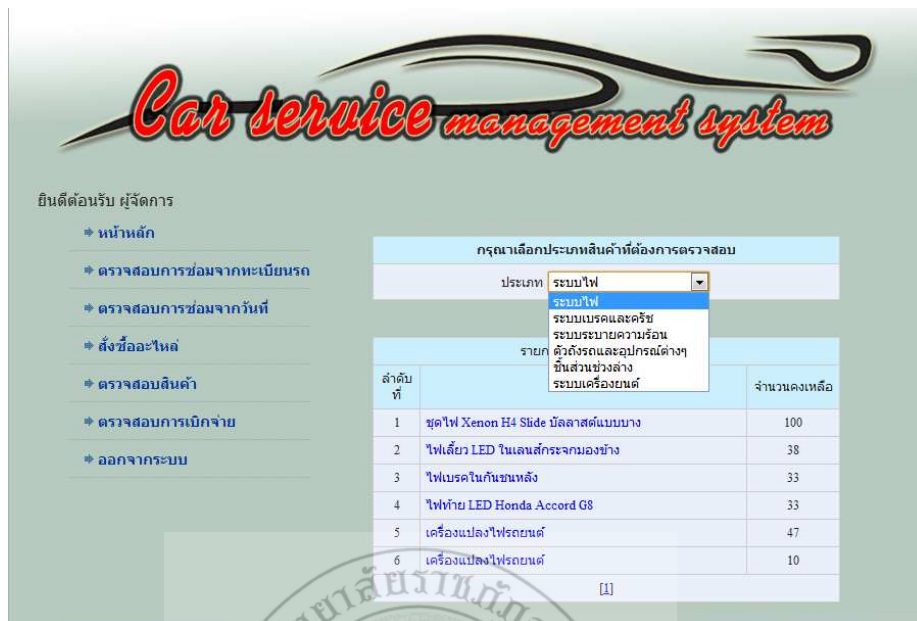 Car service management system
ยินดีต้อนรับ ผู้จัดการ
หน้าหลัก
ตรวจสอบการซ่อมจากทะเบียนรถ
ตรวจสอบการซ่อมจากวันที่
สั่งซื้ออะไหล่
ตรวจสอบสินค้า
ตรวจสอบการเบิกจ่าย
ออกจากระบบ
กรุณาเลือกประเภทสินค้าที่ต้องการตรวจสอบ
ประเภท ระบบไฟ
ระบบไฟ
ระบบเบรคและครัช
ระบบระบายความร้อน
ตัวถังรถและอุปกรณ์ต่างๆ
ชิ้นส่วนช่วงล่าง
ระบบเครื่องยนต์
ลำดับที่ จำนวนคงเหลือ
1 ชุดไฟ Xenon H4 Slide บัลลาสต์แบบบาง 100
2 ไฟเลี้ยว LED ในเลนส์กระจกมองข้าง 38
3 ไฟเบรคในกันชนหลัง 33
4 ไฟท้าย LED Honda Accord G8 33
5 เครื่องแปลงไฟรถยนต์ 47
6 เครื่องแปลงไฟรถยนต์ 10
[1]